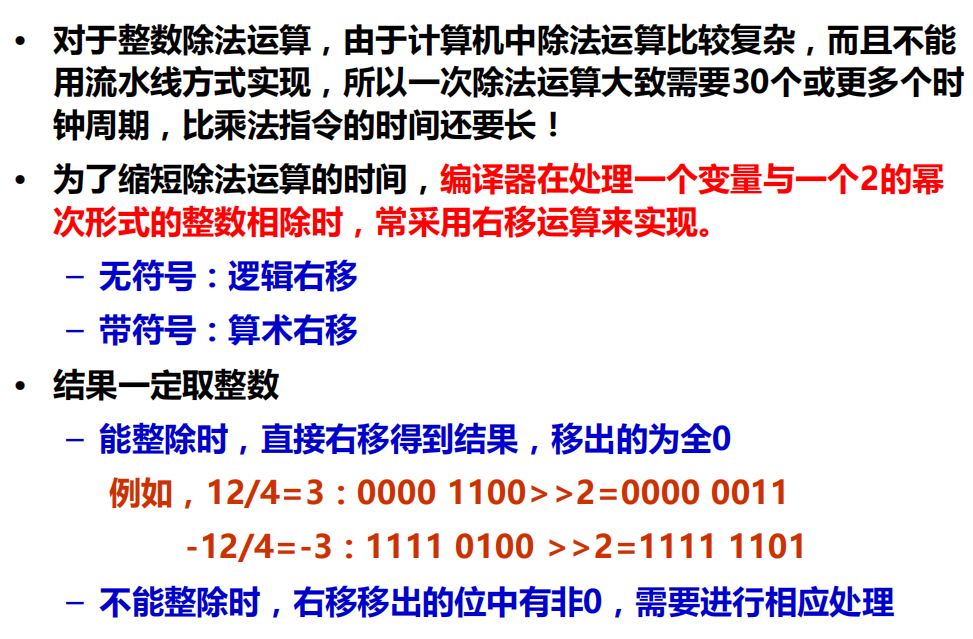 • 对于整数除法运算，由于计算机中除法运算比较复杂，而且不能
用流水线方式实现，所以一次除法运算大致需要30个或更多个时
钟周期，比乘法指令的时间还要长！
• 为了缩短除法运算的时间，编译器在处理一个变量与一个2的幂
次形式的整数相除时，常采用右移运算来实现。
– 无符号：逻辑右移
– 带符号：算术右移
• 结果一定取整数
– 能整除时，直接右移得到结果，移出的为全0
例如，12/4=3：0000 1100>>2=0000 0011
-12/4=-3：1111 0100 >>2=1111 1101
– 不能整除时，右移移出的位中有非0，需要进行相应处理